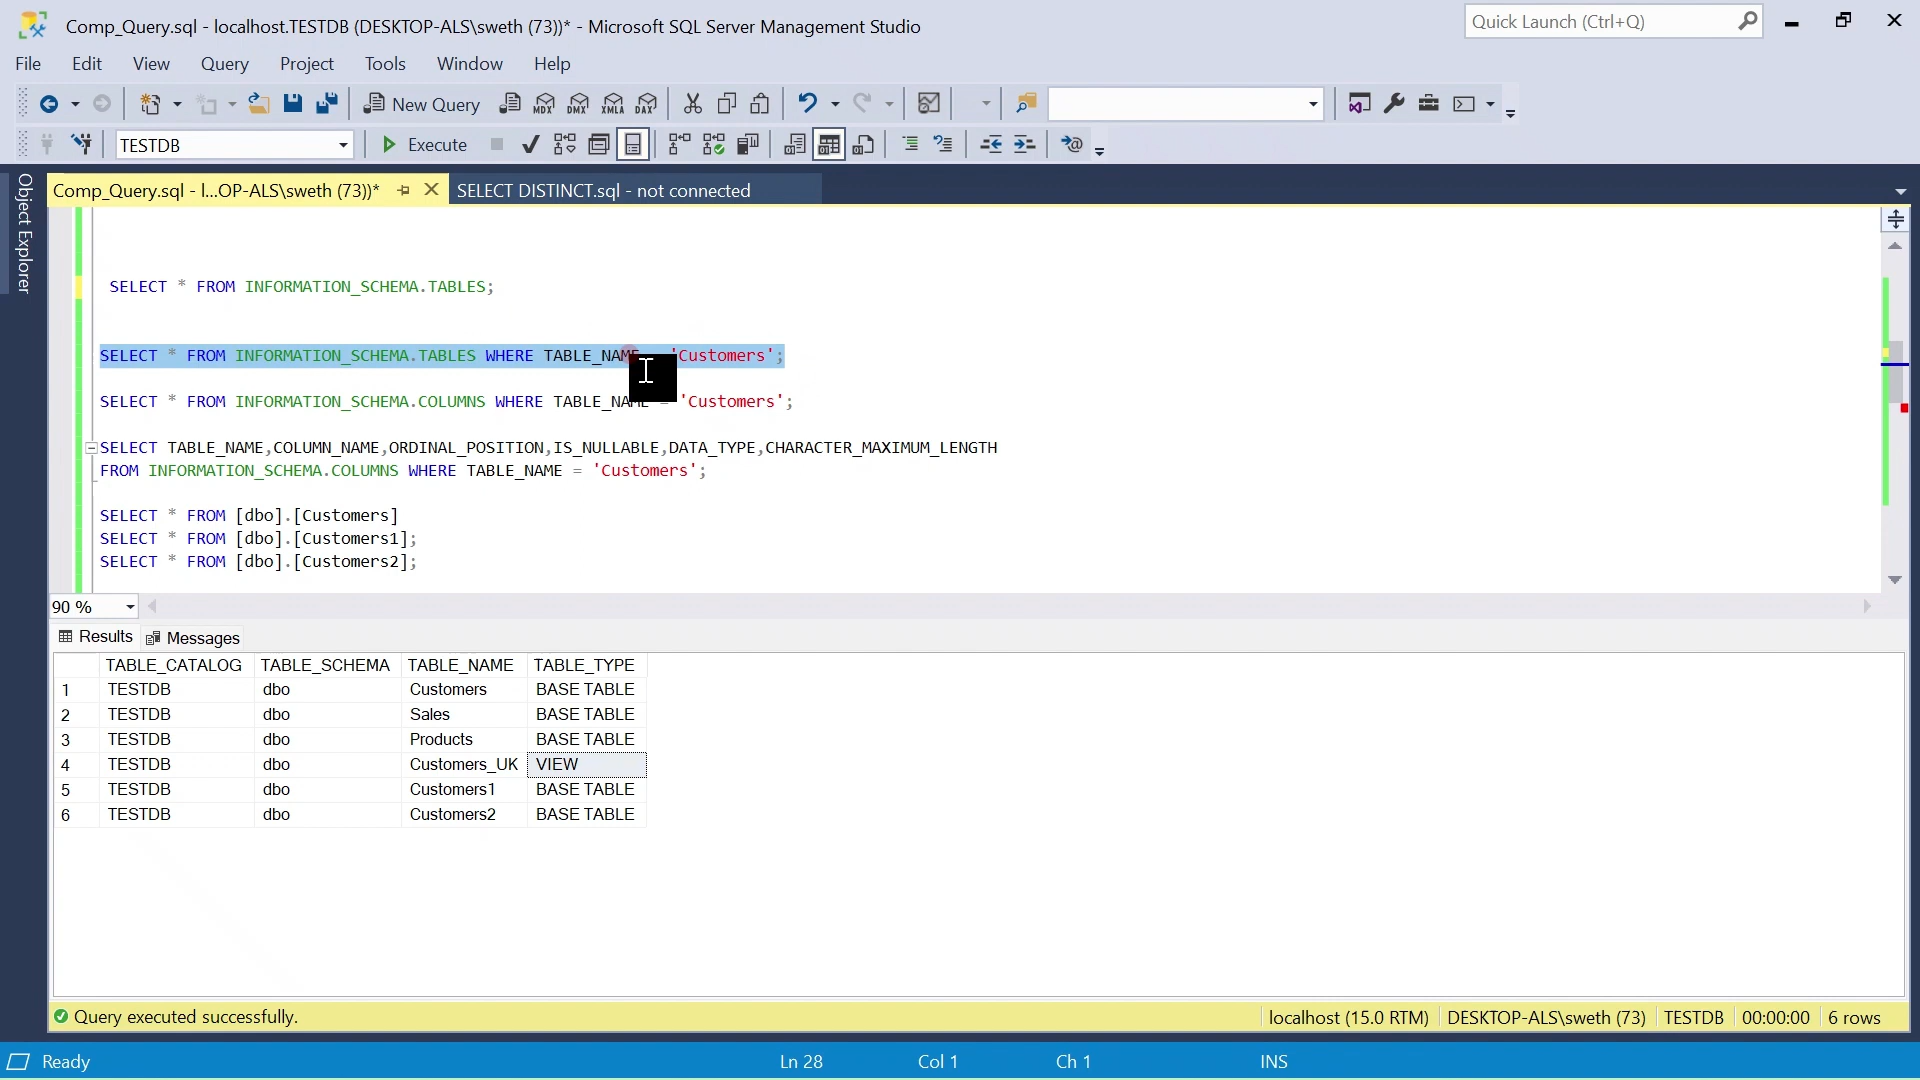 Comp_Query.sql - localhost.TESTDB (DESKTOP-ALS\sweth (73))* - Microsoft SQL Server Management Studio
Quick Launch (Ctrl+Q)
File Edit View Query Project Tools Window Help
New Query
MDX DMX XMLA DAX
TESTDB
Execute
Object Explorer
Comp_Query.sql - l...OP-ALS\sweth (73))*
SELECT DISTINCT.sql - not connected
SELECT * FROM INFORMATION_SCHEMA.TABLES;
SELECT * FROM INFORMATION_SCHEMA.TABLES WHERE TABLE_NAME 'Customers';
SELECT * FROM INFORMATION_SCHEMA.COLUMNS WHERE TABLE_NAME = 'Customers';
SELECT TABLE_NAME,COLUMN_NAME,ORDINAL_POSITION,IS_NULLABLE,DATA_TYPE,CHARACTER_MAXIMUM_LENGTH
FROM INFORMATION_SCHEMA.COLUMNS WHERE TABLE_NAME = 'Customers';
SELECT * FROM [dbo].[Customers]
SELECT * FROM [dbo].[Customers1];
SELECT * FROM [dbo].[Customers2];
90 %
Results Messages
TABLE_CATALOG TABLE_SCHEMA TABLE_NAME TABLE_TYPE
1 TESTDB dbo Customers BASE TABLE
2 TESTDB dbo Sales BASE TABLE
3 TESTDB dbo Products BASE TABLE
4 TESTDB dbo Customers_UK VIEW
5 TESTDB dbo Customers1 BASE TABLE
6 TESTDB dbo Customers2 BASE TABLE
Query executed successfully.
localhost (15.0 RTM) DESKTOP-ALS\sweth (73) TESTDB 00:00:00 6 rows
Ready Ln 28 Col 1 Ch 1 INS